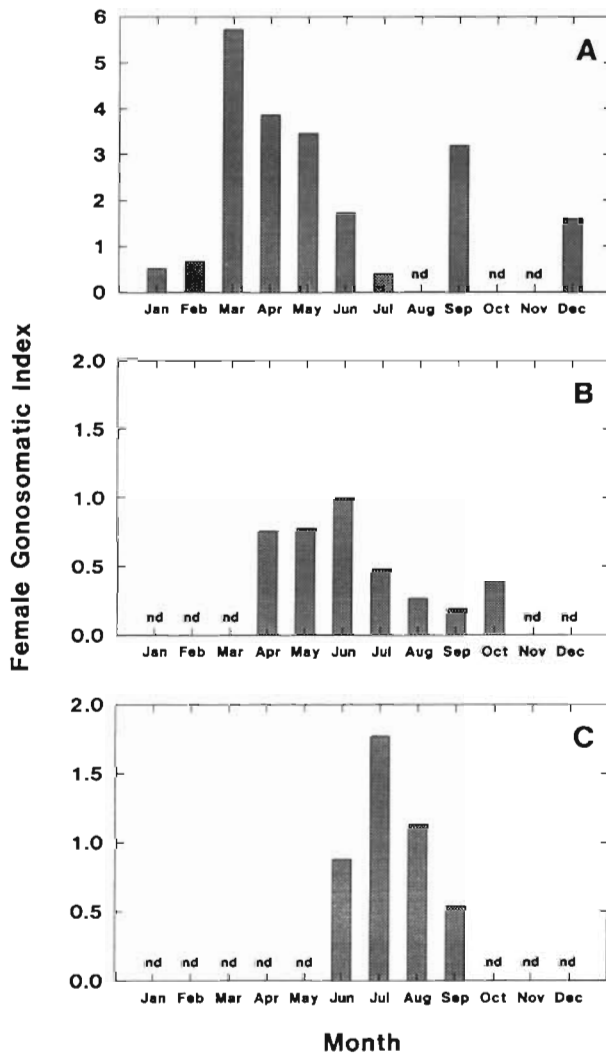 Female Gonosomatic Index
A
6
5
4
3
2
1
0
nd nd nd
Jan Feb Mar Apr May Jun Jul Aug Sep Oct Nov Dec
B
2.0
1.5
1.0
0.5
0.0
nd nd nd nd nd
Jan Feb Mar Apr May Jun Jul Aug Sep Oct Nov Dec
C
2.0
1.5
1.0
0.5
0.0
nd nd nd nd nd nd nd nd
Jan Feb Mar Apr May Jun Jul Aug Sep Oct Nov Dec
Month